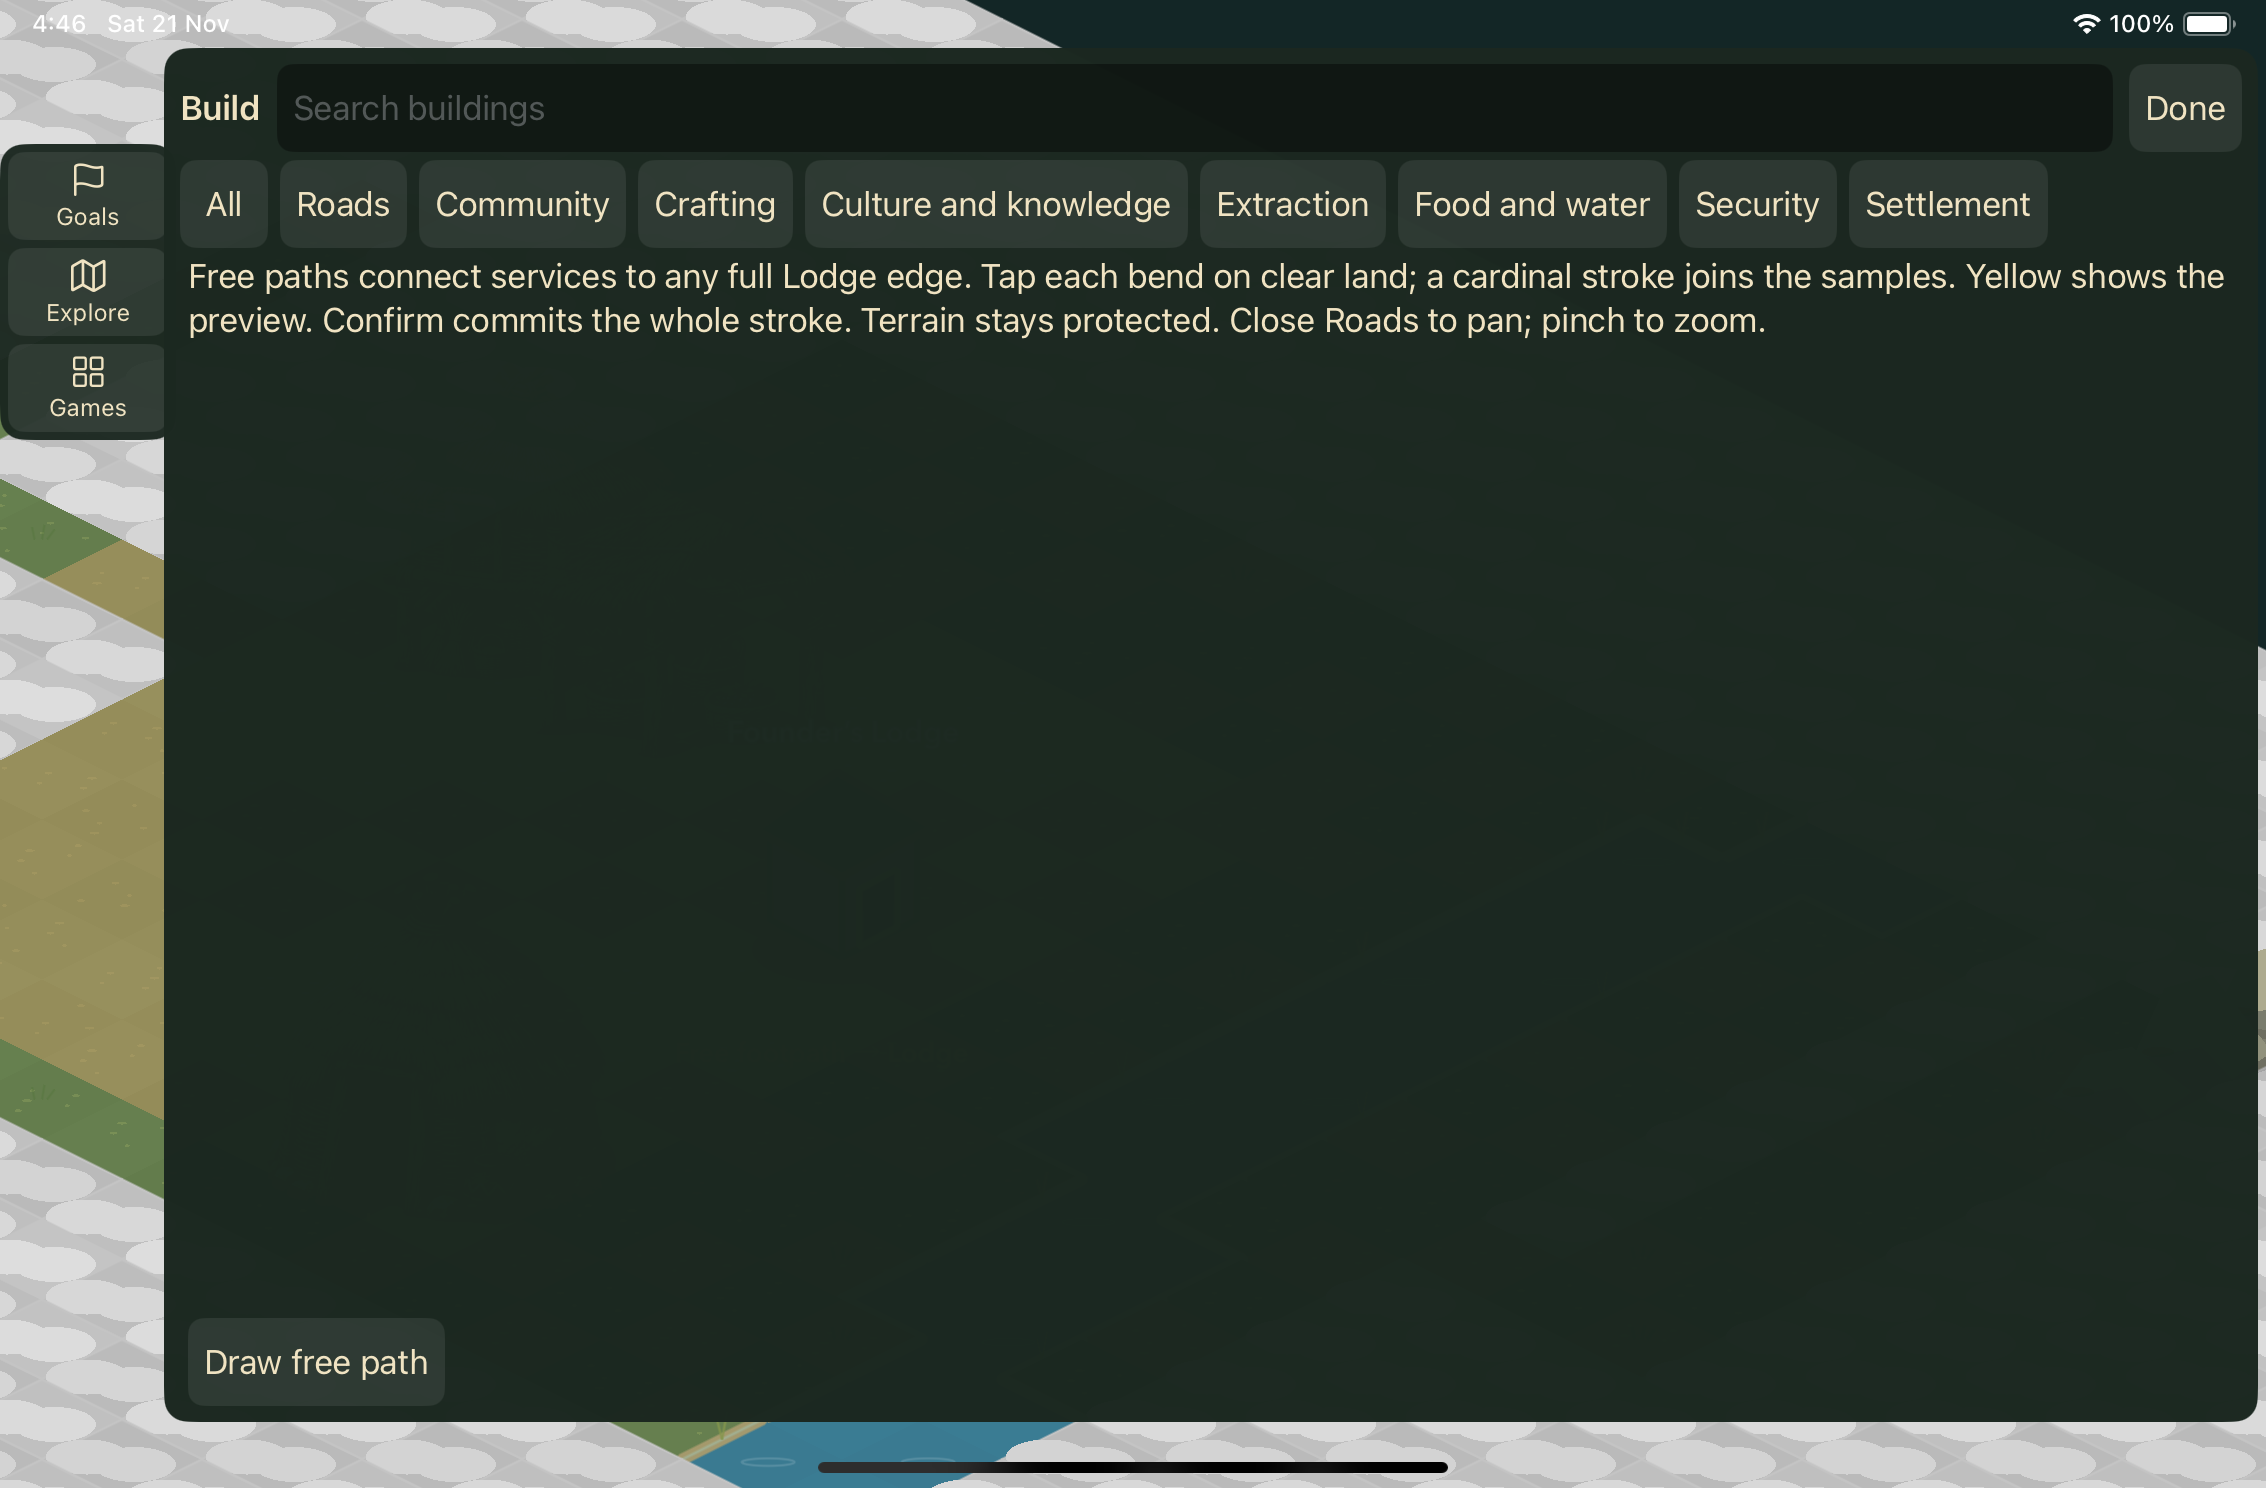 4:46 Sat 21 Nov
100%
Build
Search buildings
Done
Goals
Explore
Games
All
Roads
Community
Crafting
Culture and knowledge
Extraction
Food and water
Security
Settlement
Free paths connect services to any full Lodge edge. Tap each bend on clear land; a cardinal stroke joins the samples. Yellow shows the
preview. Confirm commits the whole stroke. Terrain stays protected. Close Roads to pan; pinch to zoom.
Draw free path